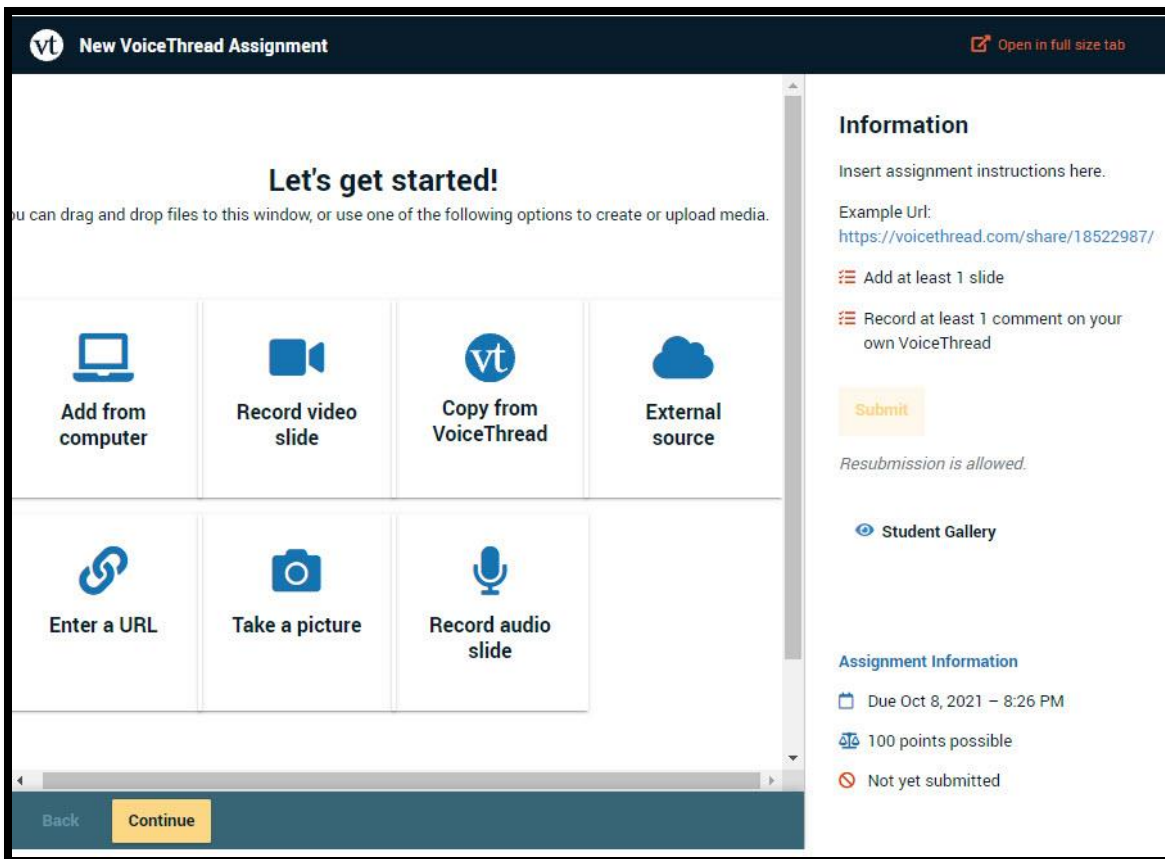 vt New VoiceThread Assignment
Open in full size tab
Let's get started!
ou can drag and drop files to this window, or use one of the following options to create or upload media.
Add from
computer
Record video
slide
vt
Copy from
VoiceThread
External
source
Enter a URL
Take a picture
Record audio
slide
Back
Continue
Information
Insert assignment instructions here.
Example Url:
https://voicethread.com/share/18522987/
Add at least 1 slide
Record at least 1 comment on your
own VoiceThread
Submit
Resubmission is allowed.
Student Gallery
Assignment Information
Due Oct 8, 2021 – 8:26 PM
100 points possible
Not yet submitted